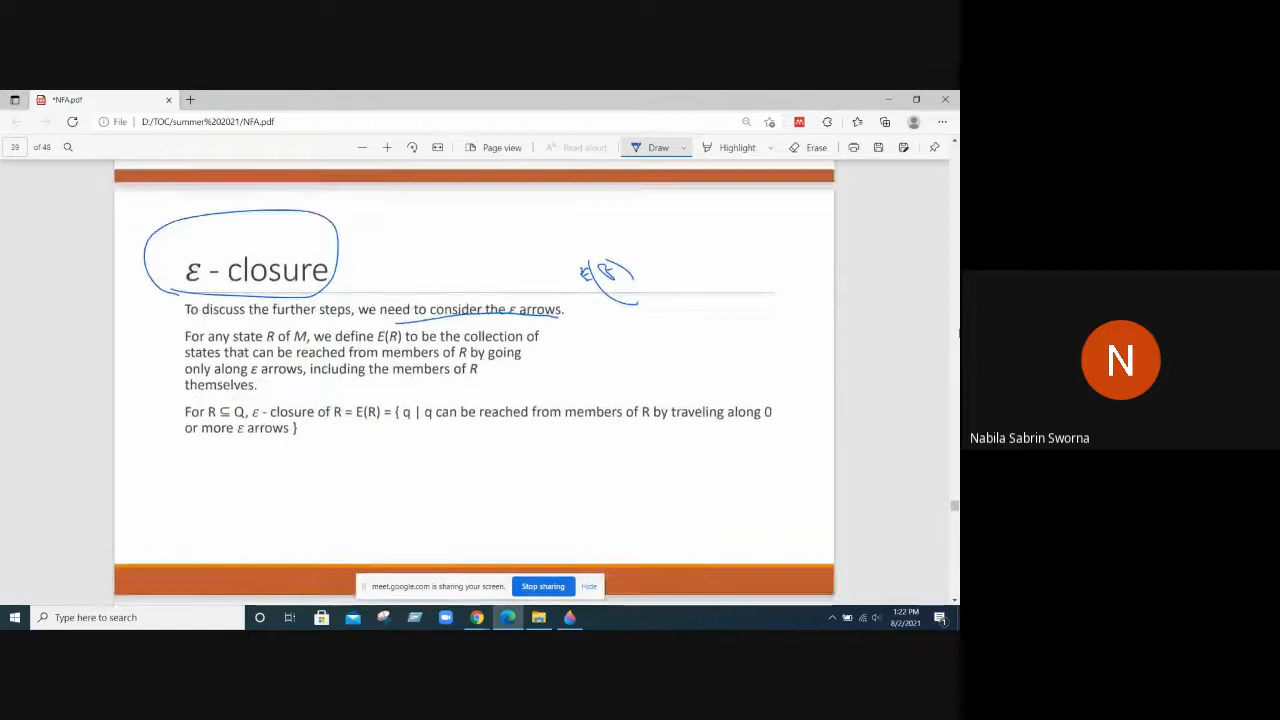 *NFA.pdf
File D:/TOC/summer%202021/NFA.pdf
39 of 48 Page view Read aloud Draw Highlight Erase
ε - closure
To discuss the further steps, we need to consider the ε arrows.
For any state R of M, we define E(R) to be the collection of
states that can be reached from members of R by going
only along ε arrows, including the members of R
themselves.
For R ⊆ Q, ε - closure of R = E(R) = { q | q can be reached from members of R by traveling along 0
or more ε arrows }
meet.google.com is sharing your screen. Stop sharing Hide
Type here to search
1:22 PM
8/2/2021
1
N
Nabila Sabrin Sworna